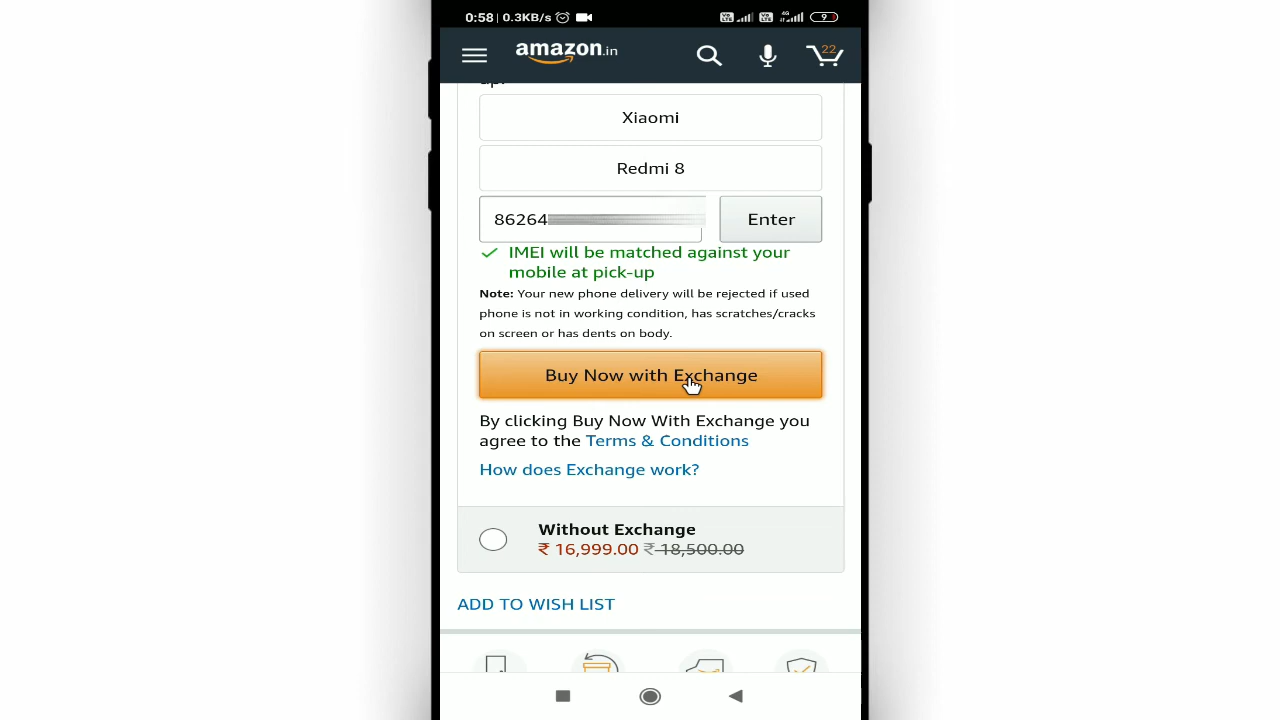 0:58 | 0.3KB/s
4G
9
amazon.in
22
up.
Xiaomi
Redmi 8
86264
Enter
IMEI will be matched against your
mobile at pick-up
Note: Your new phone delivery will be rejected if used
phone is not in working condition, has scratches/cracks
on screen or has dents on body.
Buy Now with Exchange
By clicking Buy Now With Exchange you
agree to the Terms & Conditions
How does Exchange work?
Without Exchange
₹ 16,999.00 ₹ 18,500.00
ADD TO WISH LIST